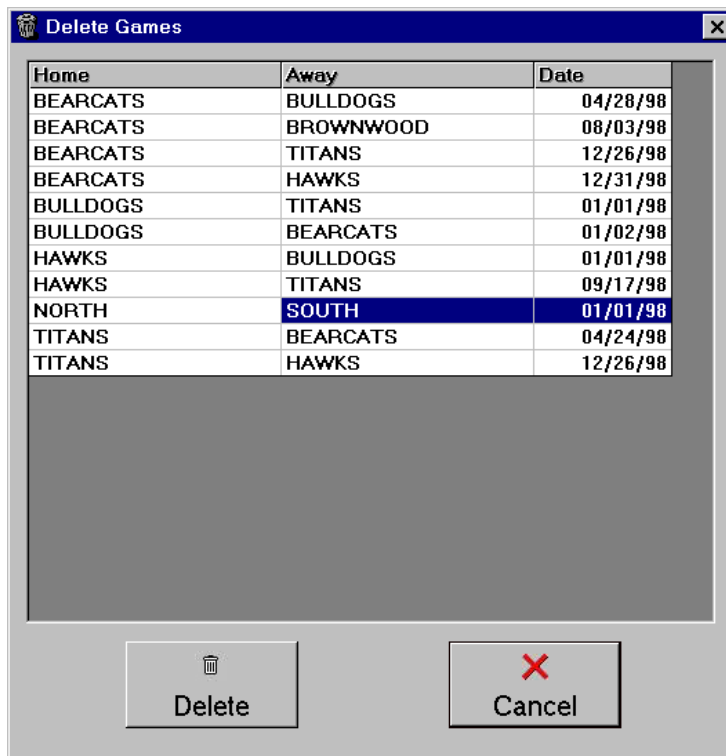 Delete Games
Home Away Date
BEARCATS BULLDOGS 04/28/98
BEARCATS BROWNWOOD 08/03/98
BEARCATS TITANS 12/26/98
BEARCATS HAWKS 12/31/98
BULLDOGS TITANS 01/01/98
BULLDOGS BEARCATS 01/02/98
HAWKS BULLDOGS 01/01/98
HAWKS TITANS 09/17/98
NORTH SOUTH 01/01/98
TITANS BEARCATS 04/24/98
TITANS HAWKS 12/26/98
Delete Cancel